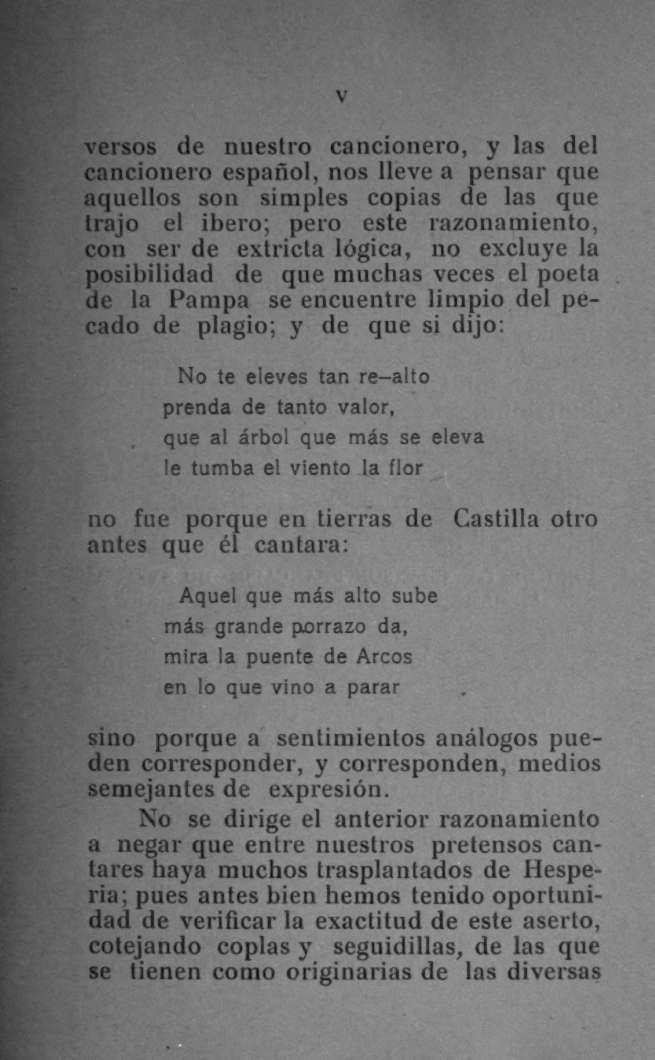 v
versos de nuestro cancionero, y las del
cancionero español, nos lleve a pensar que
aquellos son simples copias de las que
trajo el ibero; pero este razonamiento,
con ser de extricta lógica, no excluye la
posibilidad de que muchas veces el poeta
de la Pampa se encuentre limpio del pe-
cado de plagio; y de que si dijo:
No te eleves tan re—alto
prenda de tanto valor,
que al árbol que más se eleva
le tumba el viento la flor
no fue porque en tierras de Castilla otro
antes que él cantara:
Aquel que más alto sube
más grande porrazo da,
mira la puente de Arcos
en lo que vino a parar
sino porque a sentimientos análogos pue-
den corresponder, y corresponden, medios
semejantes de expresión.
No se dirige el anterior razonamiento
a negar que entre nuestros pretensos can-
tares haya muchos trasplantados de Hespe-
ria; pues antes bien hemos tenido oportuni-
dad de verificar la exactitud de este aserto,
cotejando coplas y seguidillas, de las que
se tienen como originarias de las diversas